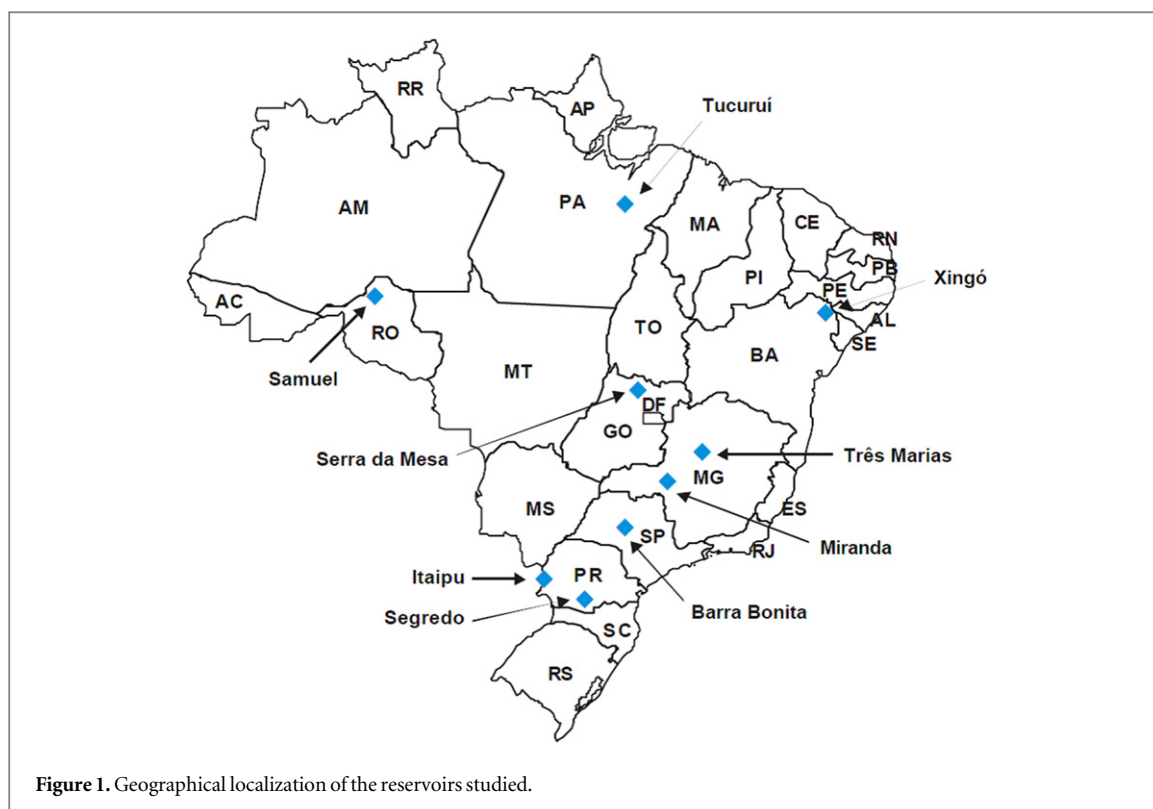 RR
AP
Tucuruí
AM
PA
MA
CE
RN
PB
PI
PE
Xingó
AC
AL
RO
TO
SE
BA
Samuel
MT
DF
GO
Serra da Mesa
Três Marias
MG
MS
ES
SP
Miranda
RJ
Itaipu
PR
Segredo
Barra Bonita
SC
RS
Figure 1. Geographical localization of the reservoirs studied.